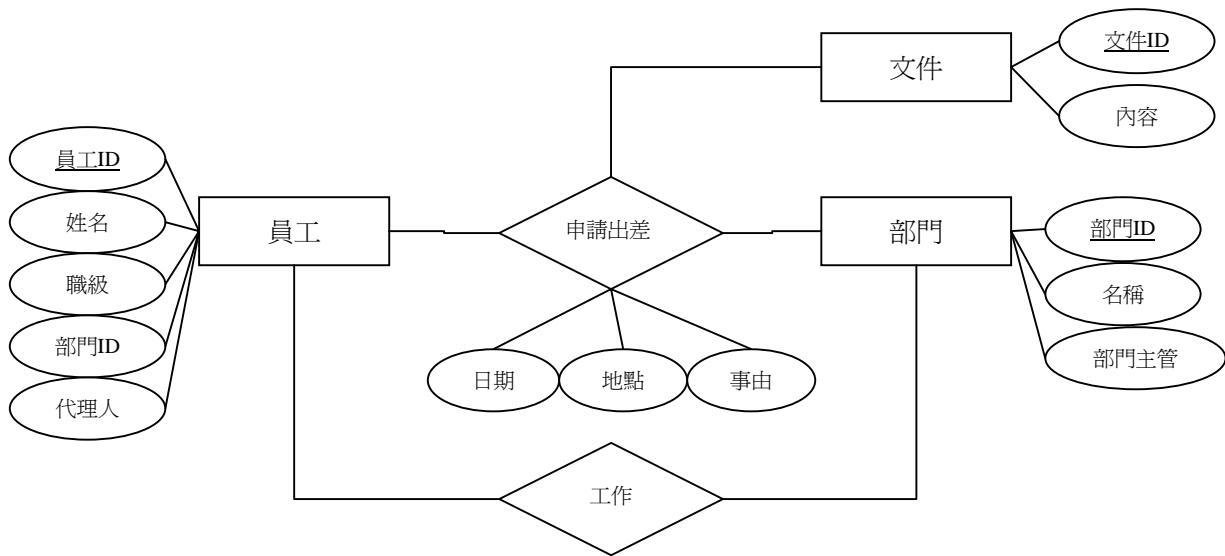 文件ID
文件
內容
員工ID
姓名
員工
申請出差
部門
部門ID
職級
名稱
部門ID
部門主管
日期
地點
事由
代理人
工作